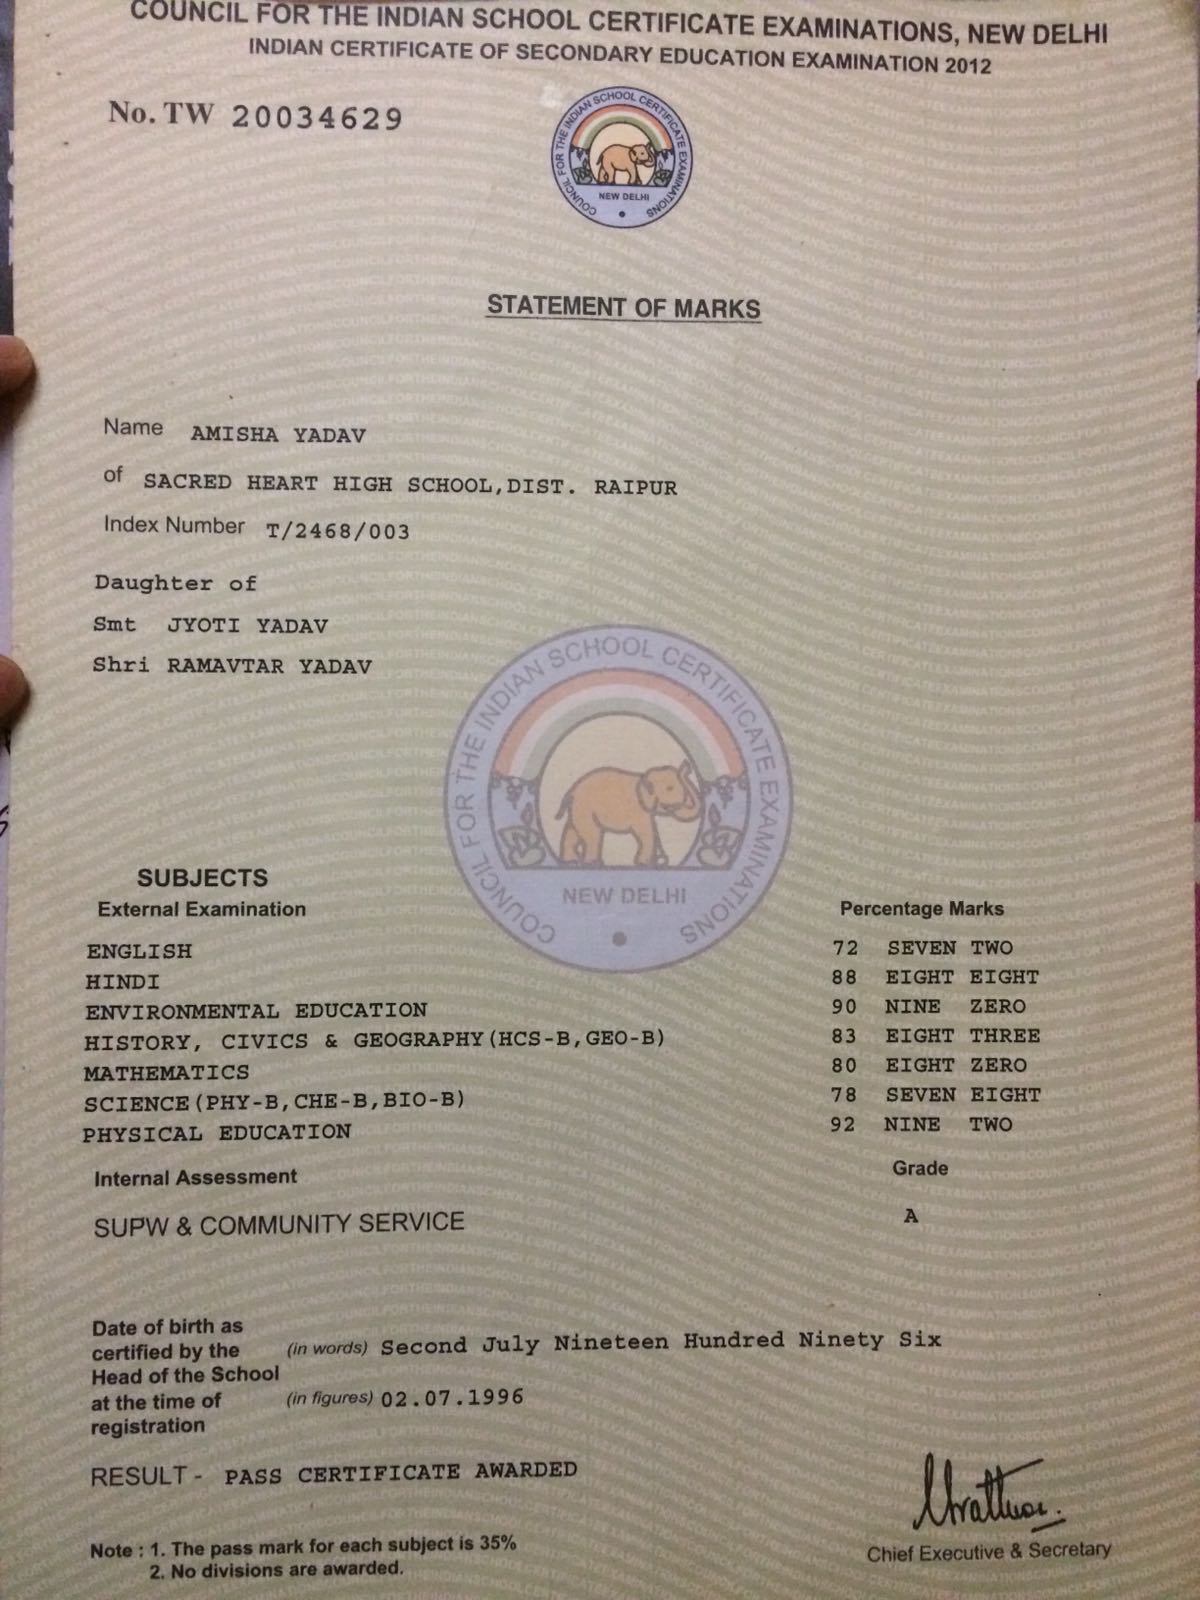 COUNCIL FOR THE INDIAN SCHOOL CERTIFICATE EXAMINATIONS, NEW DELHI
INDIAN CERTIFICATE OF SECONDARY EDUCATION EXAMINATION 2012
No. TW 20034629
COUNCIL FOR THE INDIAN SCHOOL CERTIFICATE EXAMINATIONS
NEW DELHI
STATEMENT OF MARKS
Name AMISHA YADAV
of SACRED HEART HIGH SCHOOL,DIST. RAIPUR
Index Number T/2468/003
Daughter of
Smt JYOTI YADAV
Shri RAMAVTAR YADAV
COUNCIL FOR THE INDIAN SCHOOL CERTIFICATE EXAMINATIONS
NEW DELHI
SUBJECTS
External Examination Percentage Marks
ENGLISH 72 SEVEN TWO
HINDI 88 EIGHT EIGHT
ENVIRONMENTAL EDUCATION 90 NINE ZERO
HISTORY, CIVICS & GEOGRAPHY(HCS-B,GEO-B) 83 EIGHT THREE
MATHEMATICS 80 EIGHT ZERO
SCIENCE(PHY-B,CHE-B,BIO-B) 78 SEVEN EIGHT
PHYSICAL EDUCATION 92 NINE TWO
Internal Assessment Grade
SUPW & COMMUNITY SERVICE A
Date of birth as
certified by the (in words) Second July Nineteen Hundred Ninety Six
Head of the School
at the time of (in figures) 02.07.1996
registration
RESULT - PASS CERTIFICATE AWARDED
Note : 1. The pass mark for each subject is 35%
2. No divisions are awarded.
Chief Executive & Secretary